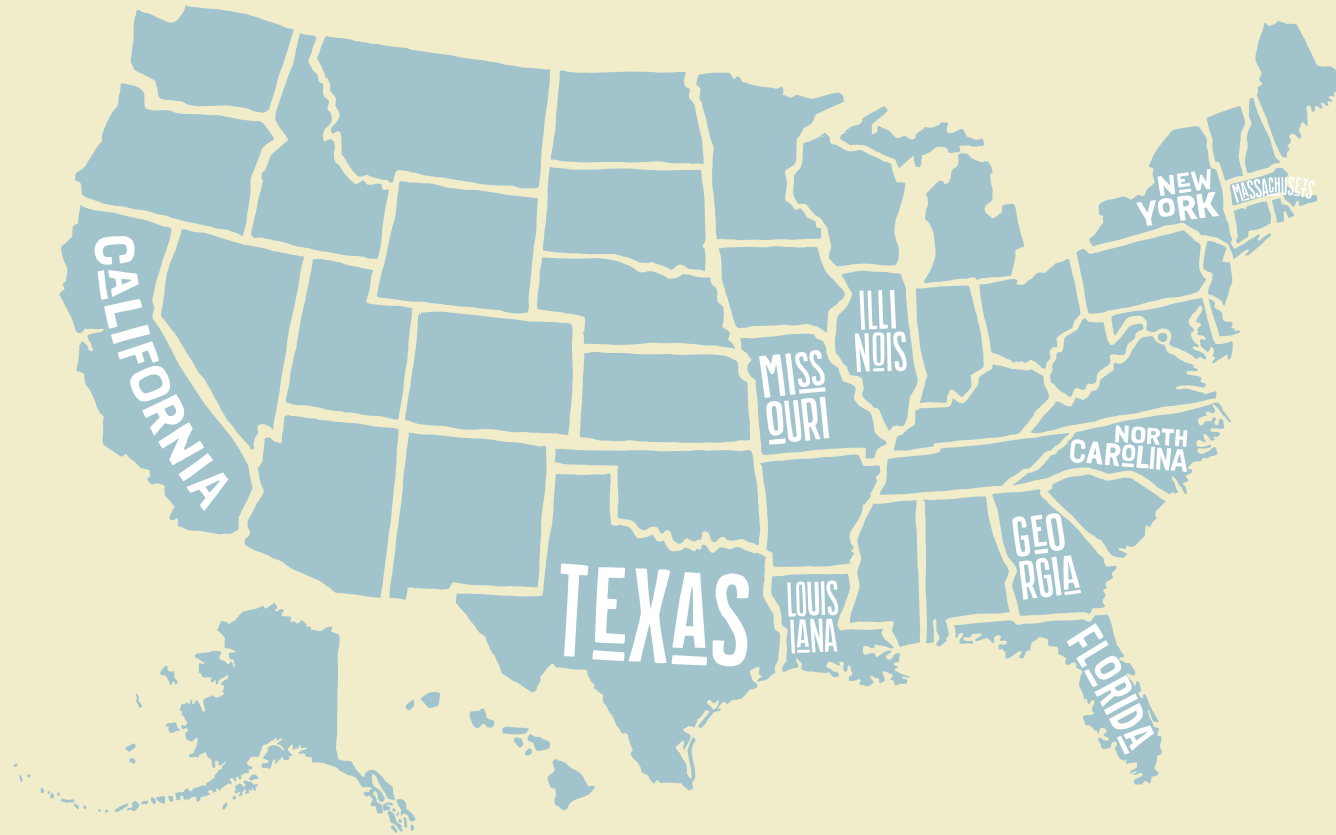 NEW
YORK
MASSACHUSETS
CALIFORNIA
ILLI
NOIS
MISS
OURI
NORTH
CAROLINA
GEO
RGIA
TEXAS
LOUIS
IANA
FLORIDA